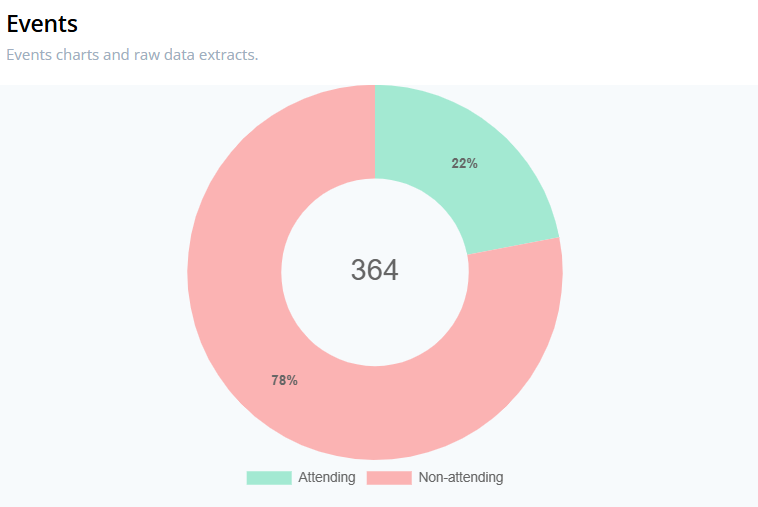 Events
Events charts and raw data extracts.
22%
364
78%
Attending Non-attending